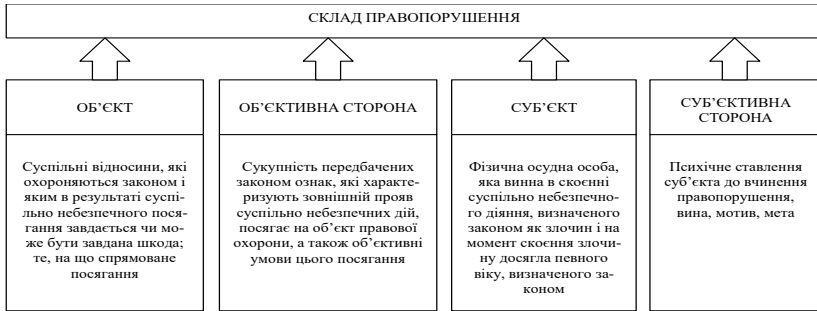 СКЛАД ПРАВОПОРУШЕННЯ
ОБ’ЄКТ
Суспільні відносини, які
охороняються законом і
яким в результаті суспі-
льно небезпечного пося-
гання завдається чи мо-
же бути завдана шкода;
те, на що спрямоване
посягання
ОБ’ЄКТИВНА СТОРОНА
Сукупність передбачених
законом ознак, які характе-
ризують зовнішній прояв
суспільно небезпечних дій,
посягає на об’єкт правової
охорони, а також об’єктивні
умови цього посягання
СУБ’ЄКТ
Фізична осудна особа,
яка винна в скоєнні
суспільно небезпечно-
го діяння, визначеного
законом як злочин і на
момент скоєння злочи-
ну досягла певного
віку, визначеного за-
коном
СУБ’ЄКТИВНА
СТОРОНА
Психічне ставлення
суб’єкта до вчинення
правопорушення,
вина, мотив, мета